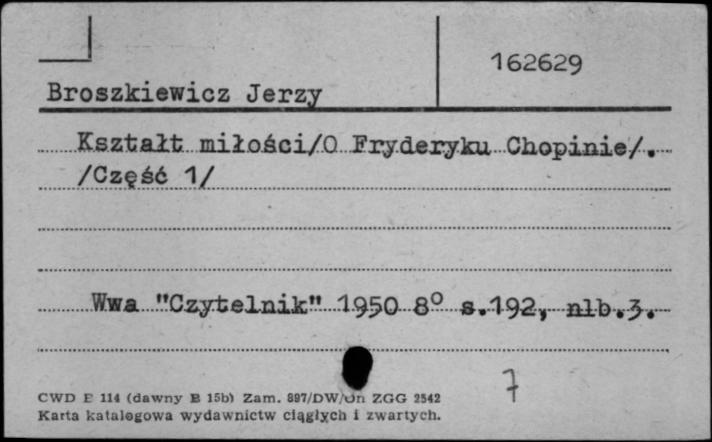 162629
Broszkiewicz Jerzy
Kształt miłości/O Fryderyku Chopinie/.
/Część 1/
Wwa "Czytelnik" 1950 8° s.192, nlb.3.
7
CWD E 114 (dawny B 15b) Zam. 897/DW/Un ZGG 2542
Karta katalogowa wydawnictw ciągłych i zwartych.